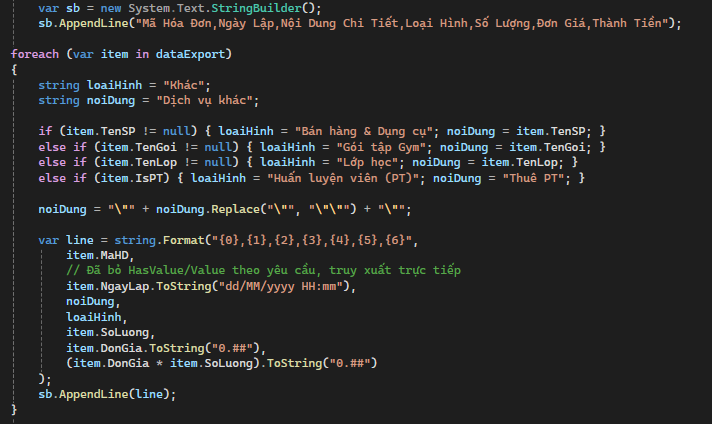 var sb = new System.Text.StringBuilder();
sb.AppendLine("Mã Hóa Đơn,Ngày Lập,Nội Dung Chi Tiết,Loại Hình,Số Lượng,Đơn Giá,Thành Tiền");
foreach (var item in dataExport)
{
string loaiHinh = "Khác";
string noiDung = "Dịch vụ khác";
if (item.TenSP != null) { loaiHinh = "Bán hàng & Dụng cụ"; noiDung = item.TenSP; }
else if (item.TenGoi != null) { loaiHinh = "Gói tập Gym"; noiDung = item.TenGoi; }
else if (item.TenLop != null) { loaiHinh = "Lớp học"; noiDung = item.TenLop; }
else if (item.IsPT) { loaiHinh = "Huấn luyện viên (PT)"; noiDung = "Thuê PT"; }
noiDung = "\"" + noiDung.Replace("\"", "\"\"") + "\"";
var line = string.Format("{0},{1},{2},{3},{4},{5},{6}",
item.MaHD,
// Đã bỏ HasValue/Value theo yêu cầu, truy xuất trực tiếp
item.NgayLap.ToString("dd/MM/yyyy HH:mm"),
noiDung,
loaiHinh,
item.SoLuong,
item.DonGia.ToString("0.##"),
(item.DonGia * item.SoLuong).ToString("0.##")
);
sb.AppendLine(line);
}